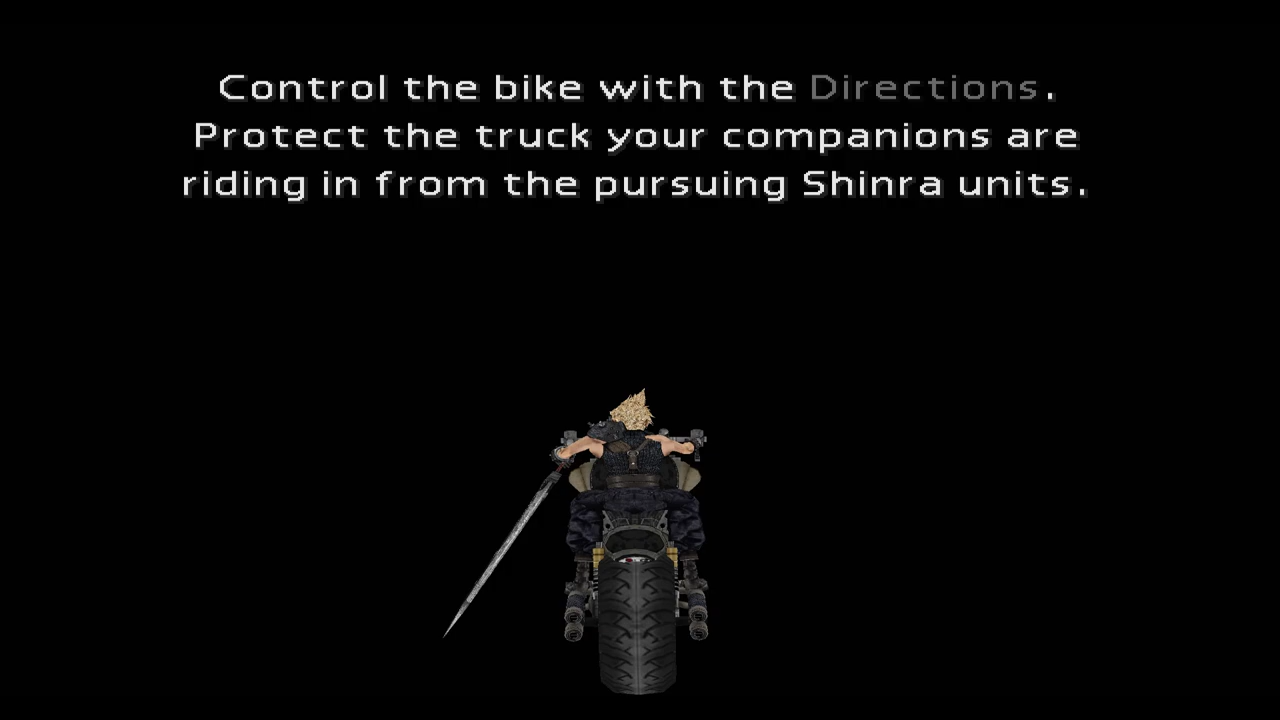 Control the bike with the Directions.
Protect the truck your companions are
riding in from the pursuing Shinra units.